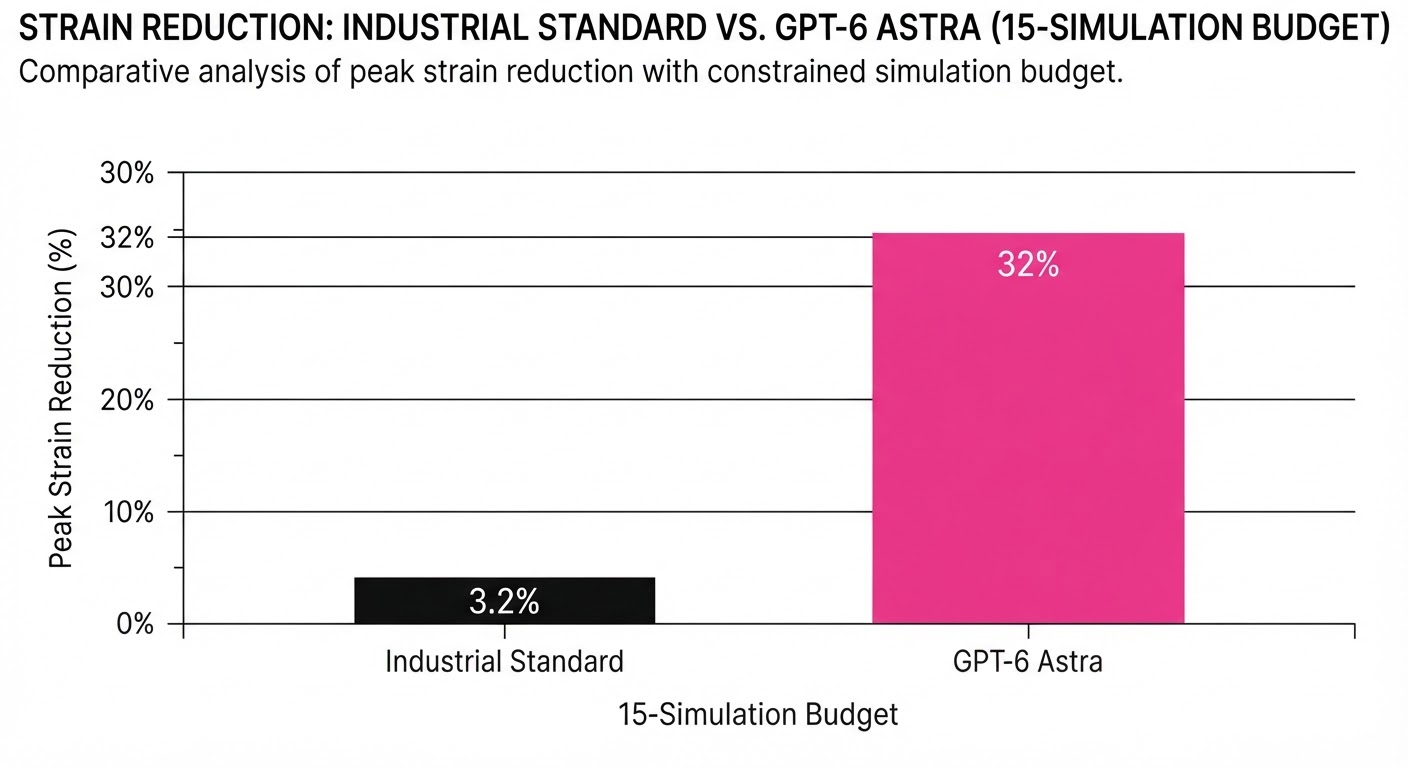 STRAIN REDUCTION: INDUSTRIAL STANDARD VS. GPT-6 ASTRA (15-SIMULATION BUDGET)
Comparative analysis of peak strain reduction with constrained simulation budget.
Peak Strain Reduction (%)
30%
32%
30%
20%
10%
0%
32%
3.2%
Industrial Standard
GPT-6 Astra
15-Simulation Budget